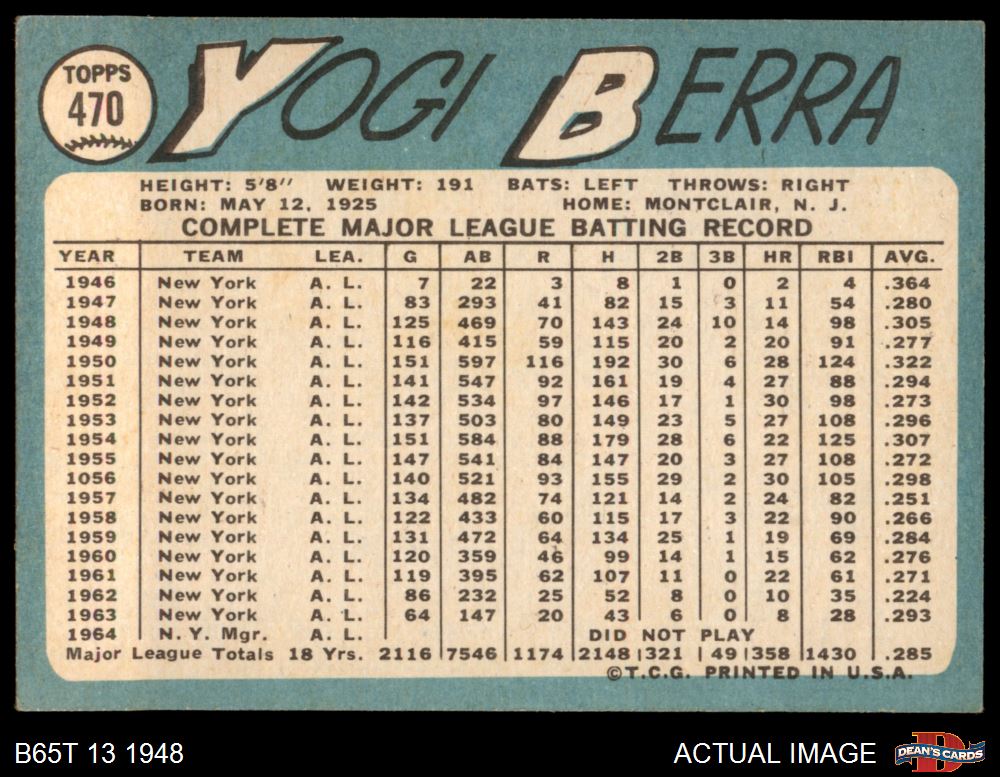 TOPPS
470
YOGI BERRA
HEIGHT: 5'8" WEIGHT: 191 BATS: LEFT THROWS: RIGHT
BORN: MAY 12, 1925 HOME: MONTCLAIR, N. J.
COMPLETE MAJOR LEAGUE BATTING RECORD
YEAR TEAM LEA. G AB R H 2B 3B HR RBI AVG.
1946 New York A. L. 7 22 3 8 1 0 2 4 .364
1947 New York A. L. 83 293 41 82 15 3 11 54 .280
1948 New York A. L. 125 469 70 143 24 10 14 98 .305
1949 New York A. L. 116 415 59 115 20 2 20 91 .277
1950 New York A. L. 151 597 116 192 30 6 28 124 .322
1951 New York A. L. 141 547 92 161 19 4 27 88 .294
1952 New York A. L. 142 534 97 146 17 1 30 98 .273
1953 New York A. L. 137 503 80 149 23 5 27 108 .296
1954 New York A. L. 151 584 88 179 28 6 22 125 .307
1955 New York A. L. 147 541 84 147 20 3 27 108 .272
1056 New York A. L. 140 521 93 155 29 2 30 105 .298
1957 New York A. L. 134 482 74 121 14 2 24 82 .251
1958 New York A. L. 122 433 60 115 17 3 22 90 .266
1959 New York A. L. 131 472 64 134 25 1 19 69 .284
1960 New York A. L. 120 359 46 99 14 1 15 62 .276
1961 New York A. L. 119 395 62 107 11 0 22 61 .271
1962 New York A. L. 86 232 25 52 8 0 10 35 .224
1963 New York A. L. 64 147 20 43 6 0 8 28 .293
1964 N. Y. Mgr. A. L. DID NOT PLAY
Major League Totals 18 Yrs. 2116 7546 1174 2148 321 49 358 1430 .285
©T.C.G. PRINTED IN U.S.A.
B65T 13 1948 ACTUAL IMAGE DEAN'S CARDS